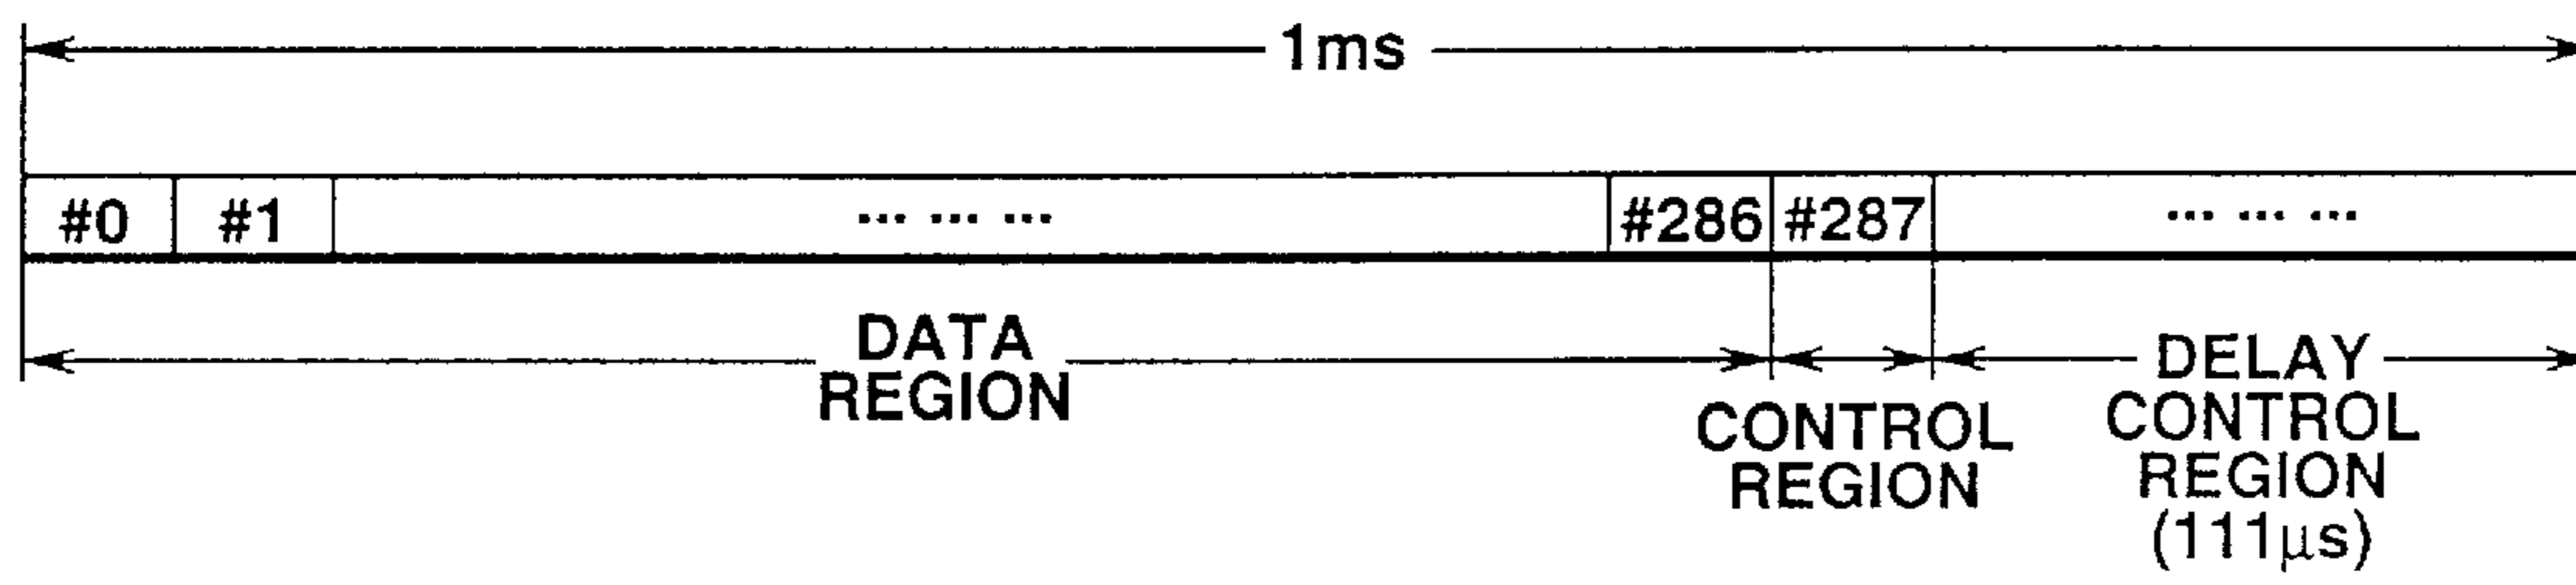 1ms
#0 #1 ... ... ... #286 #287 ... ... ...
DATA
REGION
CONTROL
REGION
DELAY
CONTROL
REGION
(111μs)